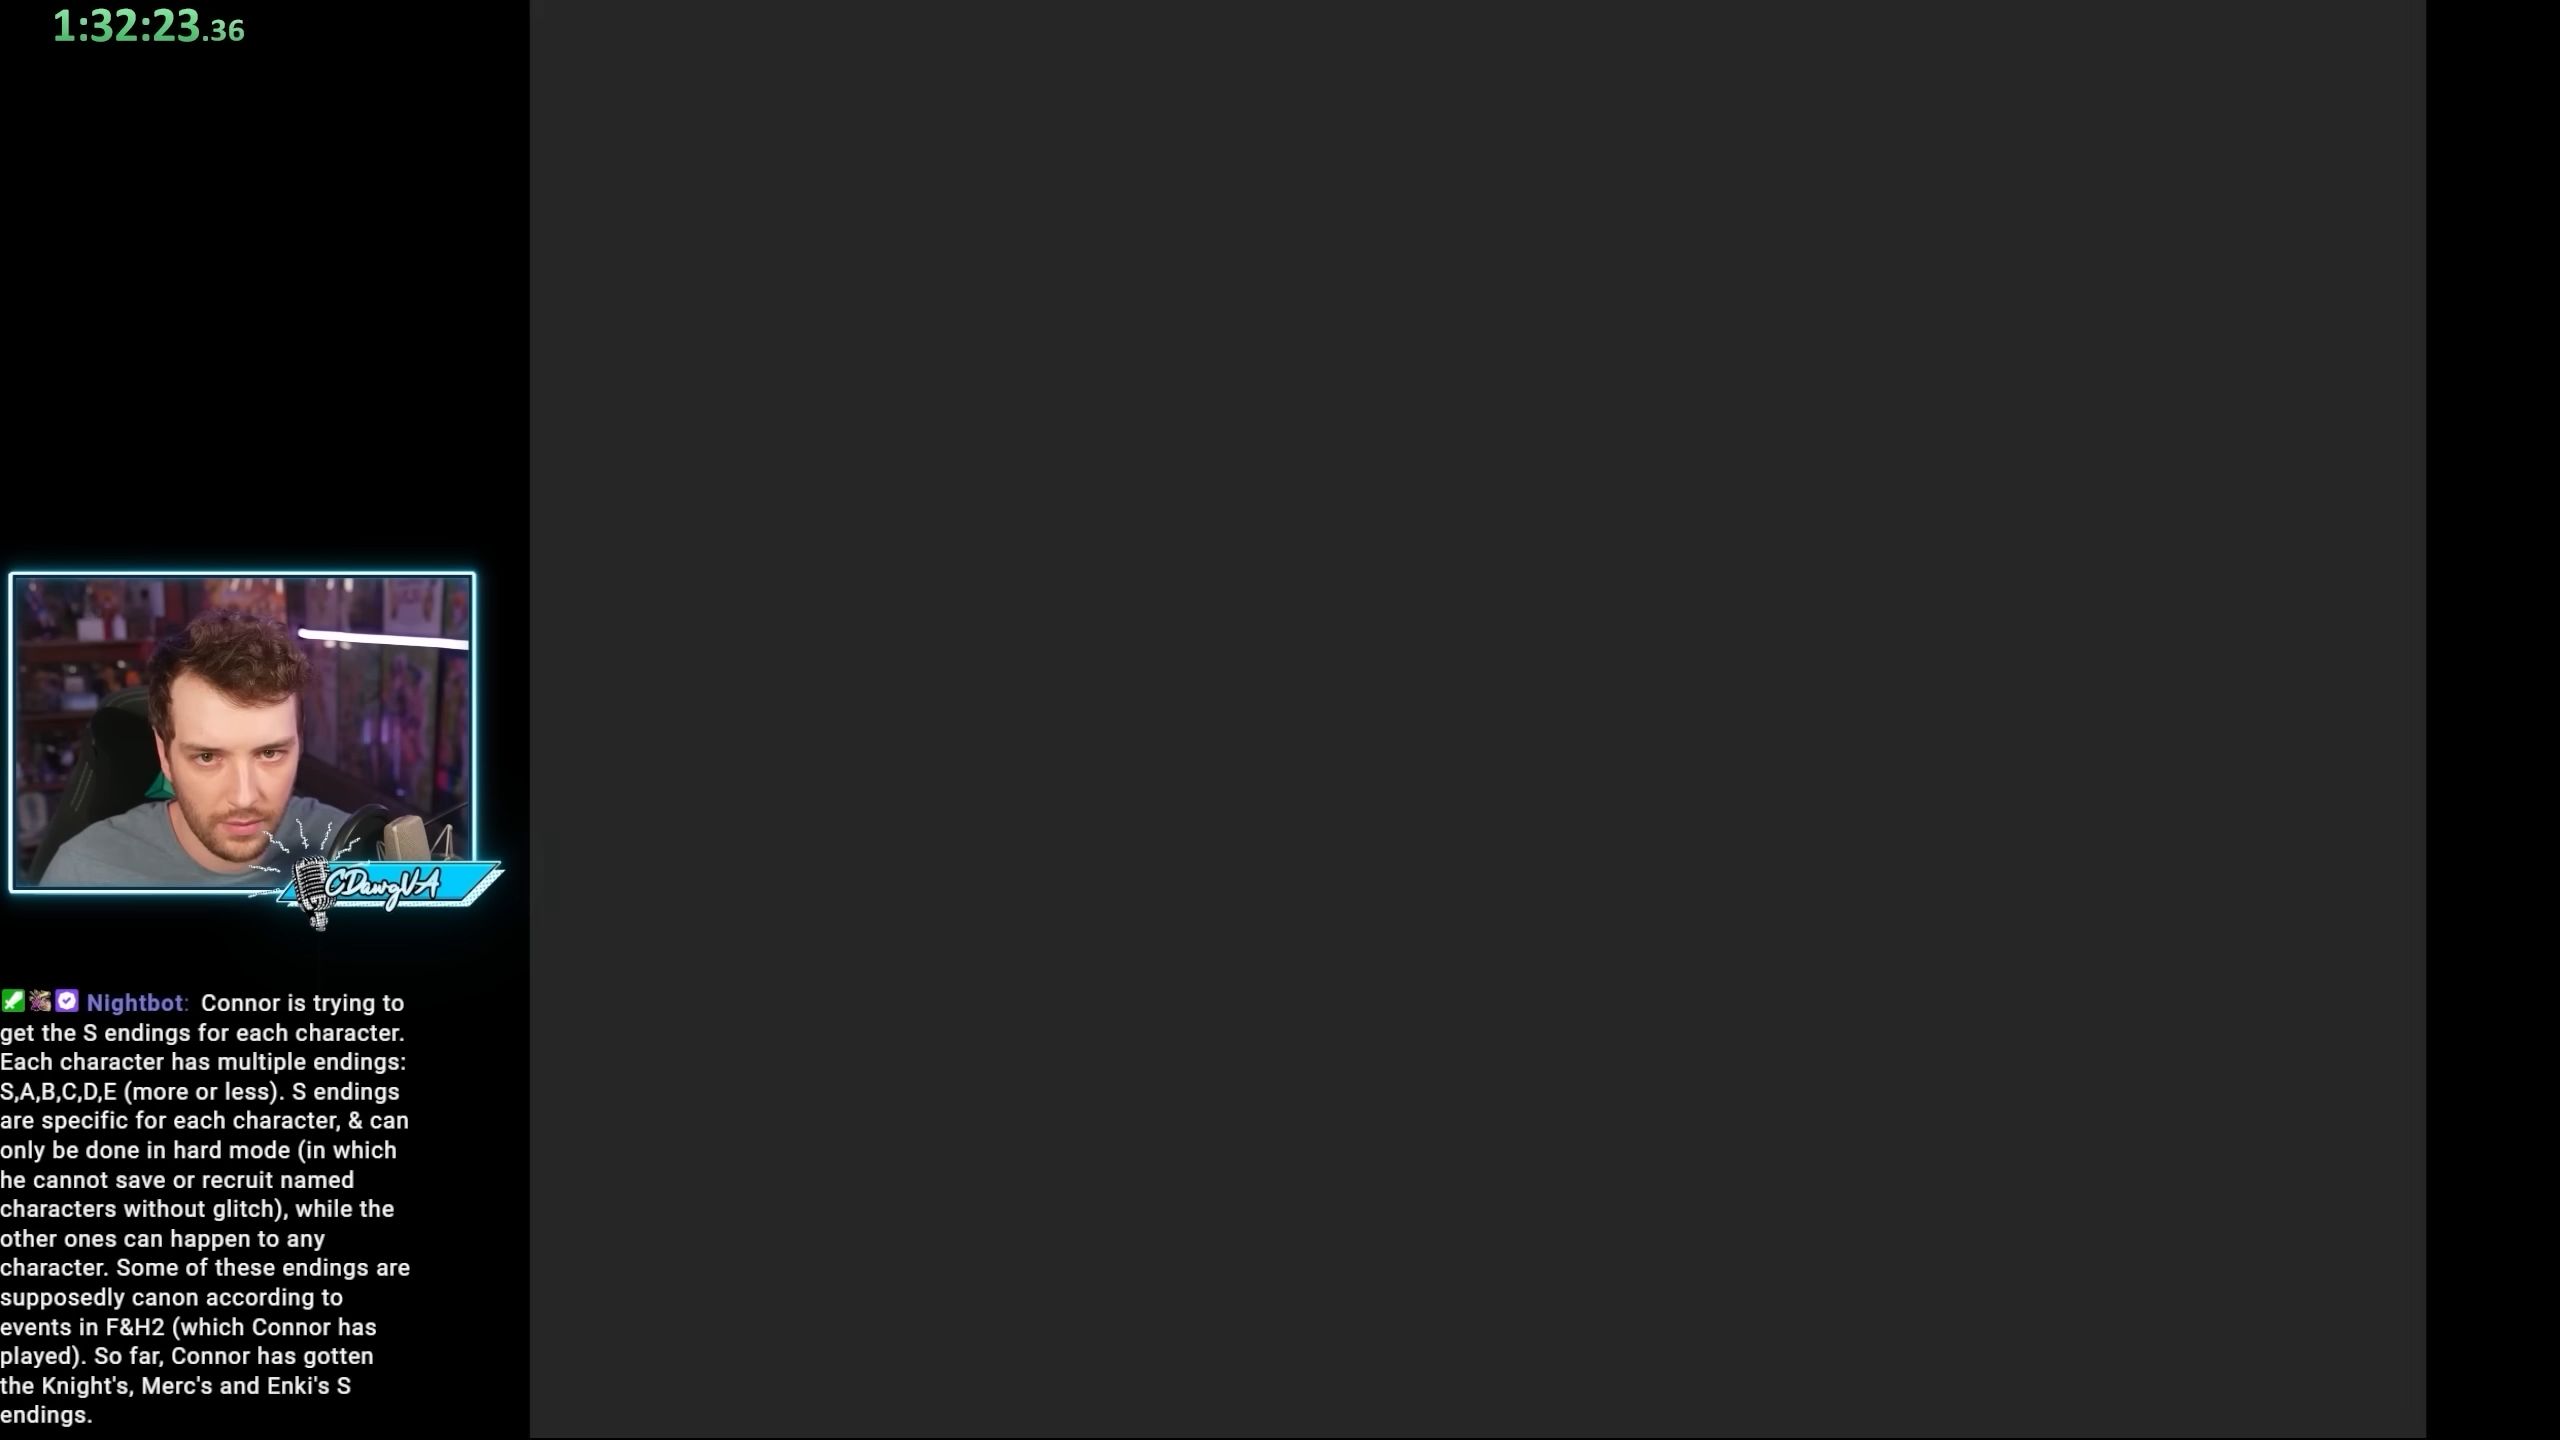 1:32:23.36
CDawgVA
Nightbot: Connor is trying to
get the S endings for each character.
Each character has multiple endings:
S,A,B,C,D,E (more or less). S endings
are specific for each character, & can
only be done in hard mode (in which
he cannot save or recruit named
characters without glitch), while the
other ones can happen to any
character. Some of these endings are
supposedly canon according to
events in F&H2 (which Connor has
played). So far, Connor has gotten
the Knight's, Merc's and Enki's S
endings.